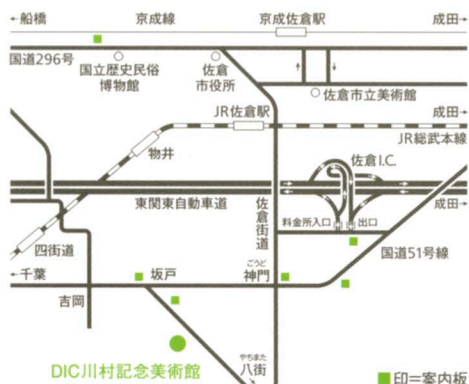 ←船橋
京成線
京成佐倉駅
成田→
国道296号
国立歴史民俗
博物館
佐倉
市役所
↑
↓
佐倉市立美術館
JR佐倉駅
成田→
JR総武本線
物井
佐倉I.C.
東関東自動車道
佐倉街道
料金所入口
出口
成田→
四街道
国道51号線
←千葉
坂戸
ごうど
神門
吉岡
DIC川村記念美術館
やちまた
八街
■印=案内板